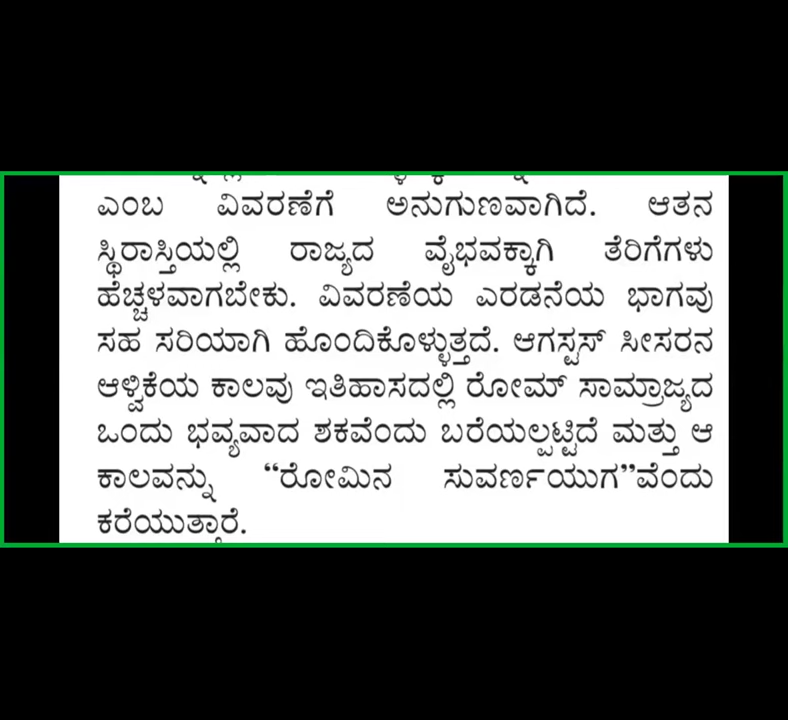 ಎಂಬ ವಿವರಣೆಗೆ ಅನುಗುಣವಾಗಿದೆ. ಆತನ
ಸ್ಥಿರಾಸ್ತಿಯಲ್ಲಿ ರಾಜ್ಯದ ವೈಭವಕ್ಕಾಗಿ ತೆರಿಗೆಗಳು
ಹೆಚ್ಚಳವಾಗಬೇಕು. ವಿವರಣೆಯ ಎರಡನೆಯ ಭಾಗವು
ಸಹ ಸರಿಯಾಗಿ ಹೊಂದಿಕೊಳ್ಳುತ್ತದೆ. ಆಗಸ್ಟಸ್ ಸೀಸರನ
ಆಳ್ವಿಕೆಯ ಕಾಲವು ಇತಿಹಾಸದಲ್ಲಿ ರೋಮ್ ಸಾಮ್ರಾಜ್ಯದ
ಒಂದು ಭವ್ಯವಾದ ಶಕವೆಂದು ಬರೆಯಲ್ಪಟ್ಟಿದೆ ಮತ್ತು ಆ
ಕಾಲವನ್ನು “ರೋಮಿನ ಸುವರ್ಣಯುಗ”ವೆಂದು
ಕರೆಯುತ್ತಾರೆ.